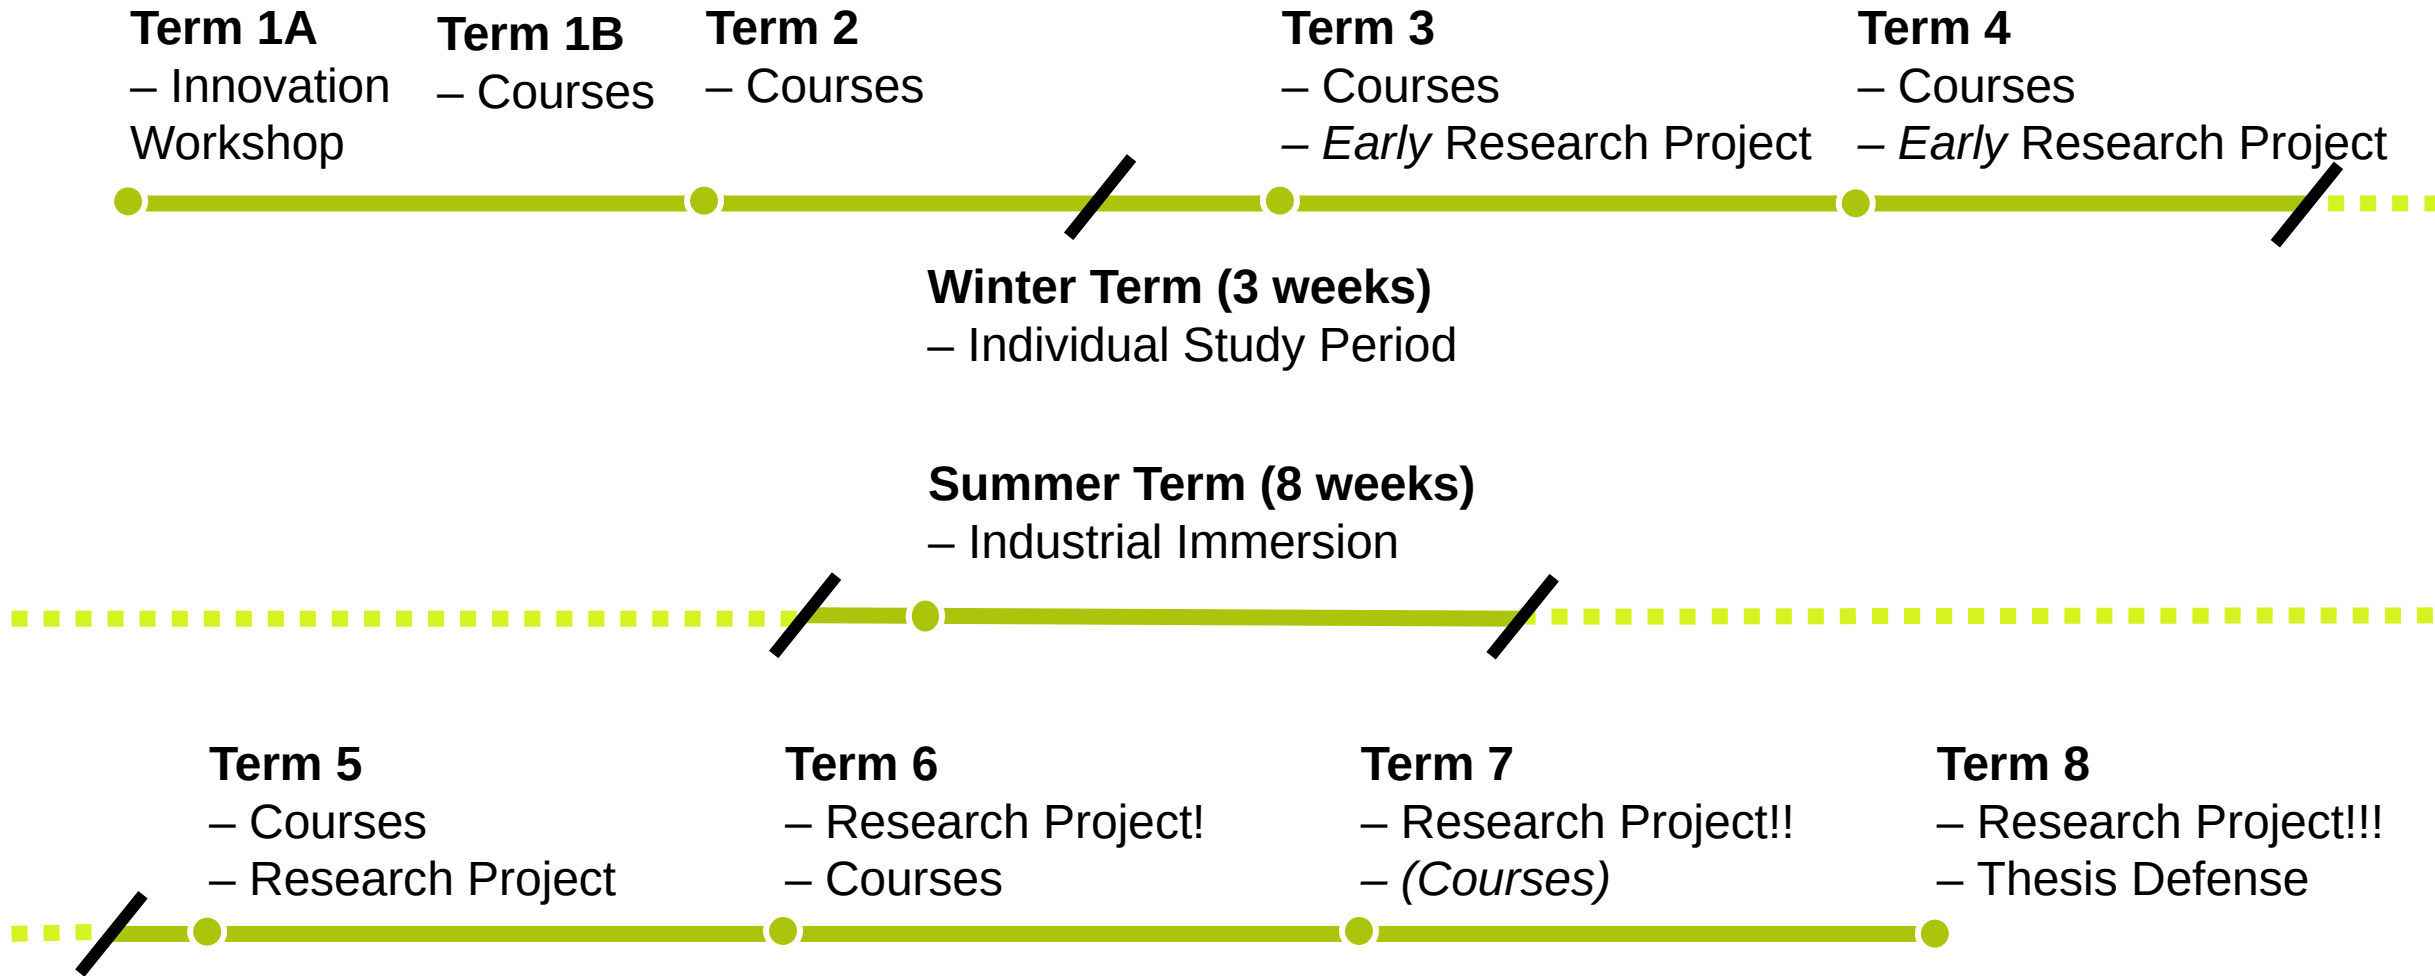 Term 1A
– Innovation
Workshop
Term 1B
– Courses
Term 2
– Courses
Term 3
– Courses
– Early Research Project
Term 4
– Courses
– Early Research Project
Winter Term (3 weeks)
– Individual Study Period
Summer Term (8 weeks)
– Industrial Immersion
Term 5
– Courses
– Research Project
Term 6
– Research Project!
– Courses
Term 7
– Research Project!!
– (Courses)
Term 8
– Research Project!!!
– Thesis Defense